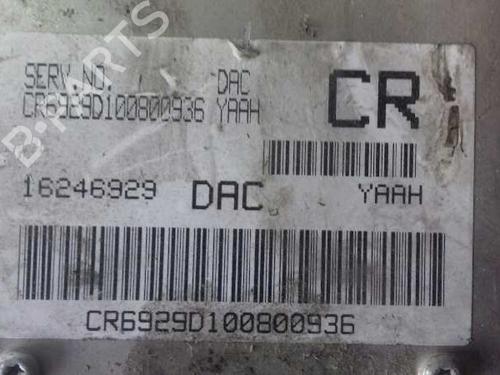 B-PARTS
SERV.NO. DAC
CR6929D100800936 YAAH
CR
16246929 DAC YAAH
CR6929D100800936